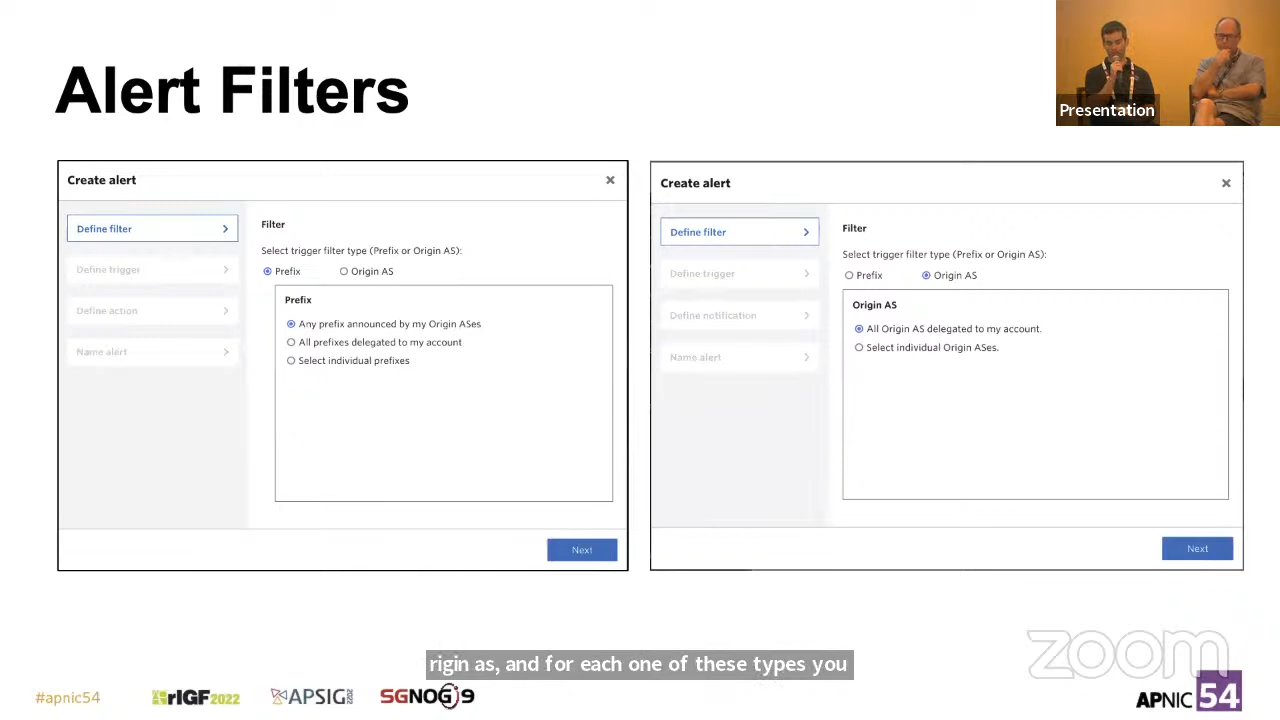 Alert Filters
Presentation
Create alert
Define filter
Define trigger
Define action
Name alert
Filter
Select trigger filter type (Prefix or Origin AS):
Prefix Origin AS
Prefix
Any prefix announced by my Origin ASes
All prefixes delegated to my account
Select individual prefixes
Next
Create alert
Define filter
Define trigger
Define notification
Name alert
Filter
Select trigger filter type (Prefix or Origin AS):
Prefix Origin AS
Origin AS
All Origin AS delegated to my account.
Select individual Origin ASes.
Next
rigin as, and for each one of these types you
zoom
#apnic54 rIGF2022 APSIG2022 SGNOG9 APNIC 54